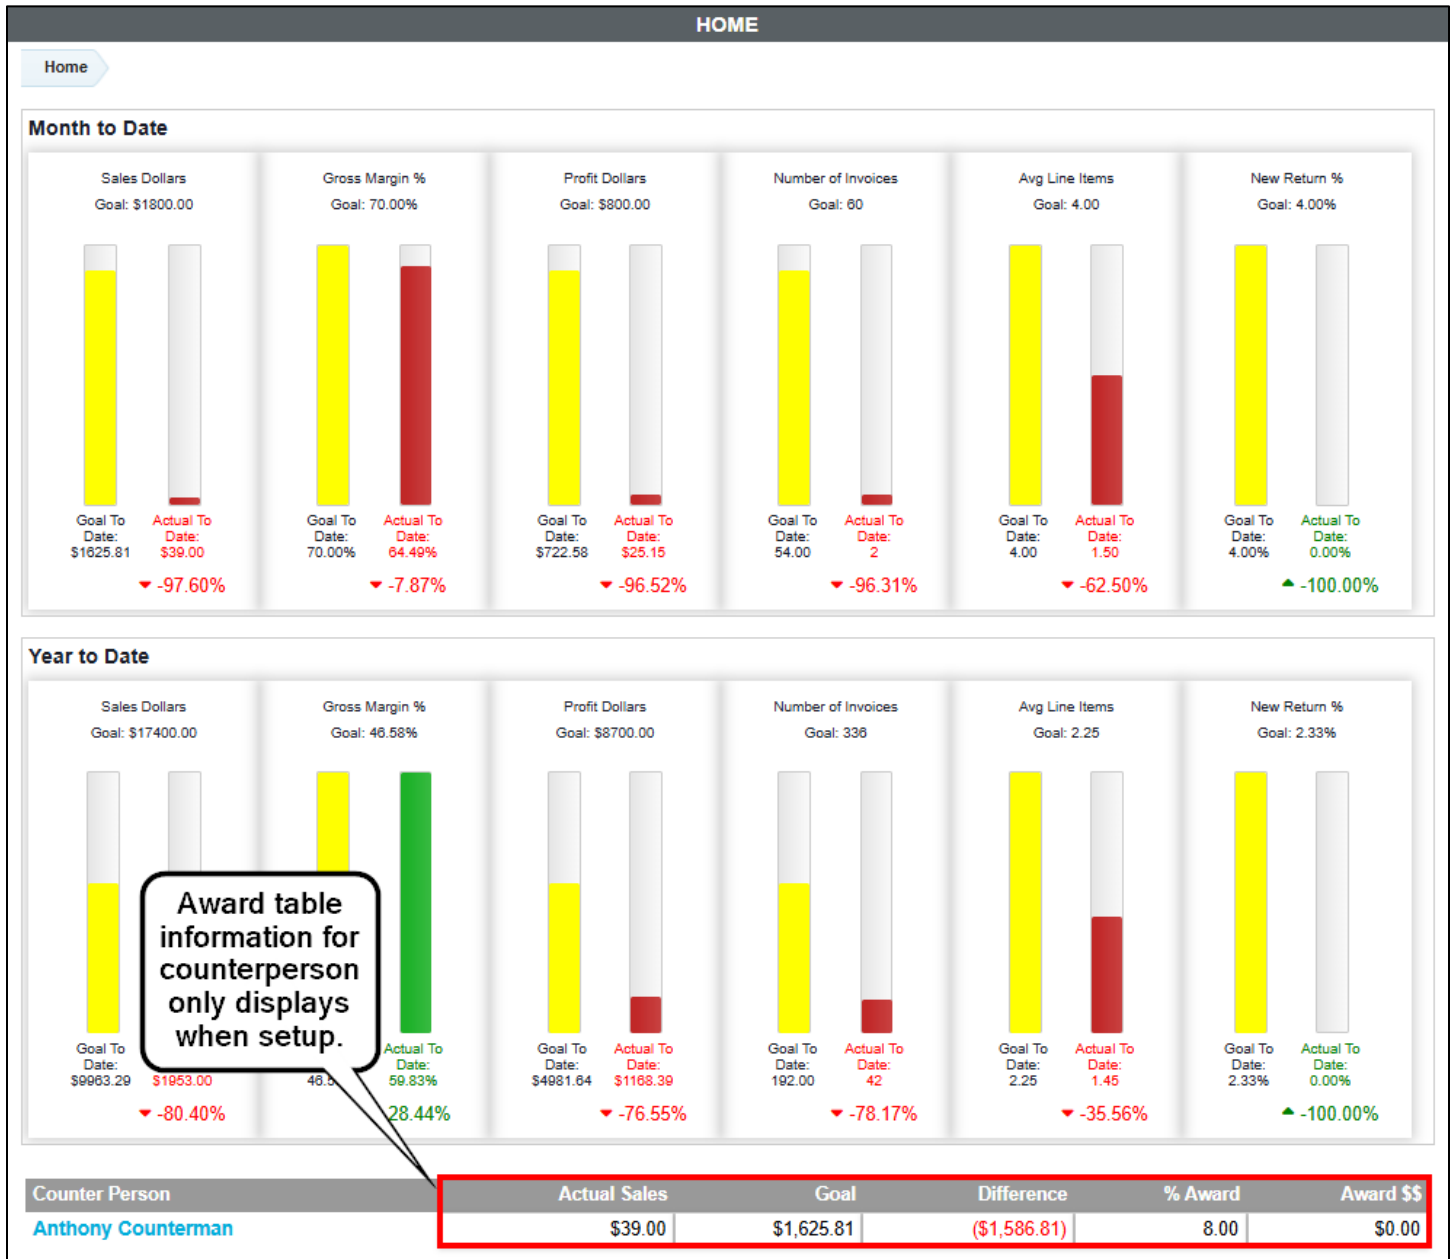 HOME
Home
Month to Date
Sales Dollars
Goal: $1800.00
Goal To
Date:
$1625.81
Actual To
Date:
$39.00
-97.60%
Gross Margin %
Goal: 70.00%
Goal To
Date:
70.00%
Actual To
Date:
64.49%
-7.87%
Profit Dollars
Goal: $800.00
Goal To
Date:
$722.58
Actual To
Date:
$25.15
-96.52%
Number of Invoices
Goal: 60
Goal To
Date:
54.00
Actual To
Date:
2
-96.31%
Avg Line Items
Goal: 4.00
Goal To
Date:
4.00
Actual To
Date:
1.50
-62.50%
New Return %
Goal: 4.00%
Goal To
Date:
4.00%
Actual To
Date:
0.00%
-100.00%
Year to Date
Sales Dollars
Goal: $17400.00
Goal To
Date:
$9963.29
$1953.00
-80.40%
Gross Margin %
Goal: 46.58%
Actual To
Date:
59.83%
28.44%
Award table
information for
counterperson
only displays
when setup.
Profit Dollars
Goal: $8700.00
Goal To
Date:
$4981.64
Actual To
Date:
$1168.39
-76.55%
Number of Invoices
Goal: 336
Goal To
Date:
192.00
Actual To
Date:
42
-78.17%
Avg Line Items
Goal: 2.25
Goal To
Date:
2.25
Actual To
Date:
1.45
-35.56%
New Return %
Goal: 2.33%
Goal To
Date:
2.33%
Actual To
Date:
0.00%
-100.00%
Counter Person Actual Sales Goal Difference % Award Award $$
Anthony Counterman $39.00 $1,625.81 ($1,586.81) 8.00 $0.00